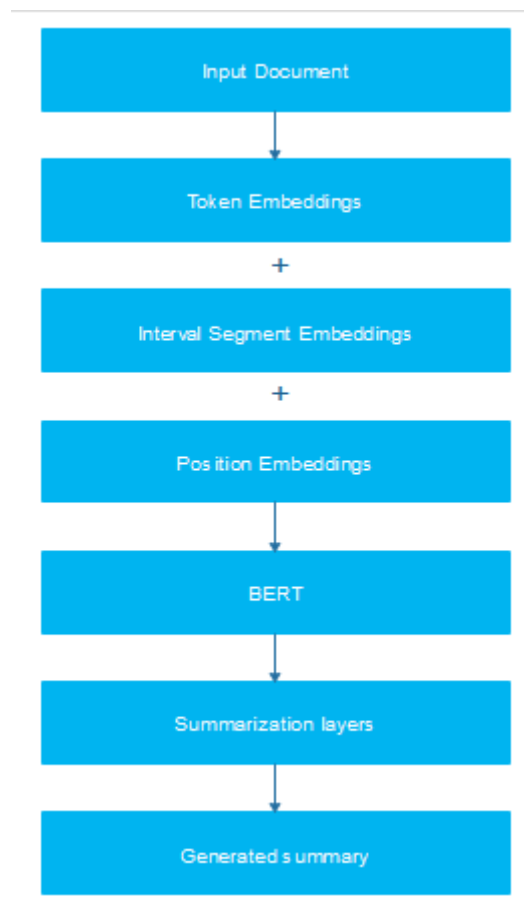 Input Document
Token Embeddings
+
Interval Segment Embeddings
+
Position Embeddings
BERT
Summarization layers
Generated summary